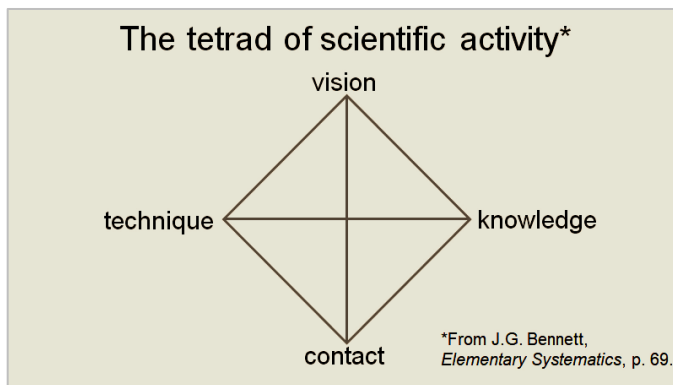 The tetrad of scientific activity*
vision
technique
knowledge
contact
*From J.G. Bennett,
Elementary Systematics, p. 69.